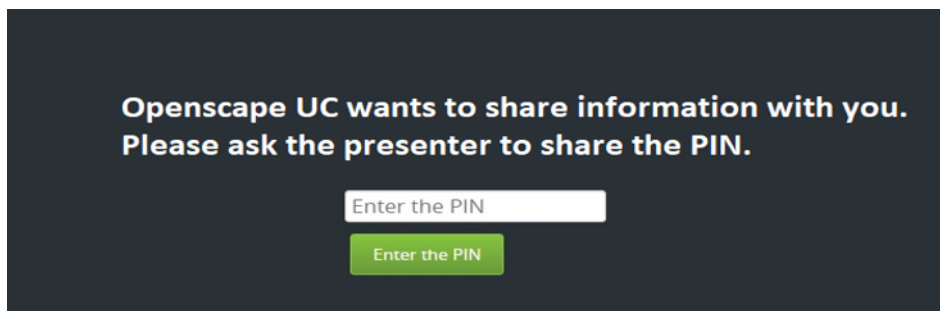 Openscape UC wants to share information with you.
Please ask the presenter to share the PIN.
Enter the PIN
Enter the PIN